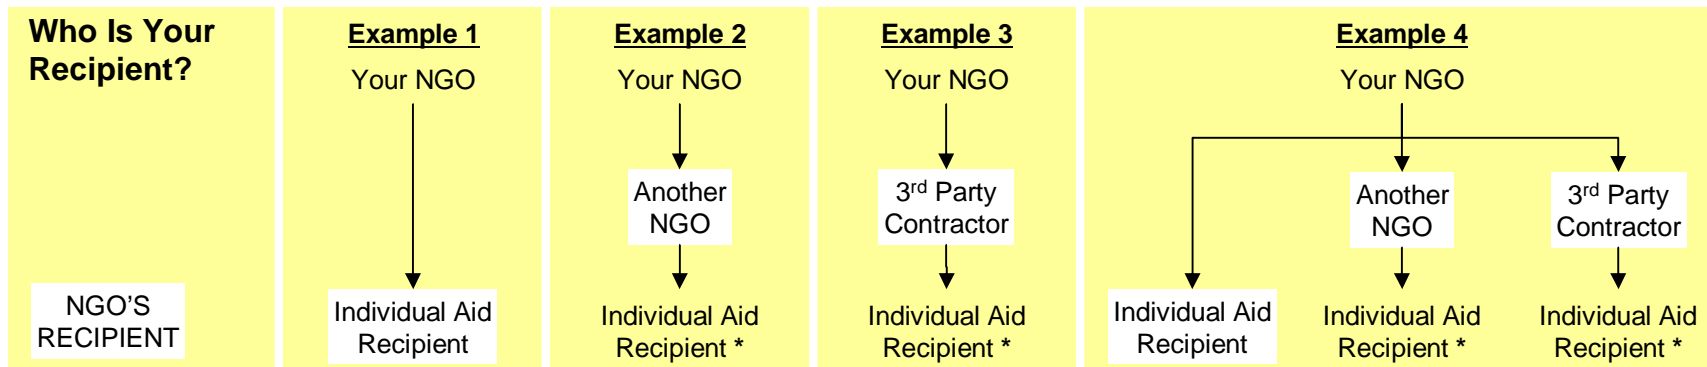 Who Is Your
Recipient?
NGO'S
RECIPIENT
Example 1
Your NGO
Individual Aid
Recipient
Example 2
Your NGO
Another
NGO
Individual Aid
Recipient *
Example 3
Your NGO
3rd Party
Contractor
Individual Aid
Recipient *
Example 4
Your NGO
Individual Aid
Recipient
Another
NGO
Individual Aid
Recipient *
3rd Party
Contractor
Individual Aid
Recipient *